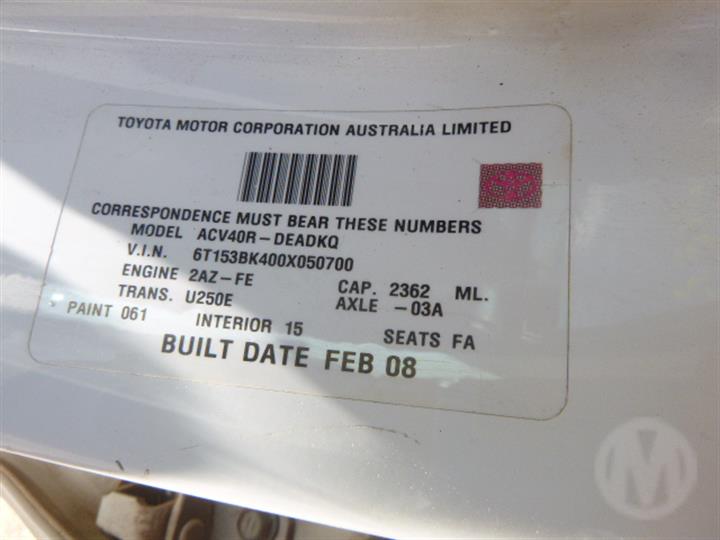 TOYOTA MOTOR CORPORATION AUSTRALIA LIMITED
CORRESPONDENCE MUST BEAR THESE NUMBERS
MODEL ACV40R-DEADKQ
V.I.N. 6T153BK400X050700
ENGINE 2AZ-FE CAP. 2362 ML.
TRANS. U250E AXLE -03A
PAINT 061 INTERIOR 15 SEATS FA
BUILT DATE FEB 08
M